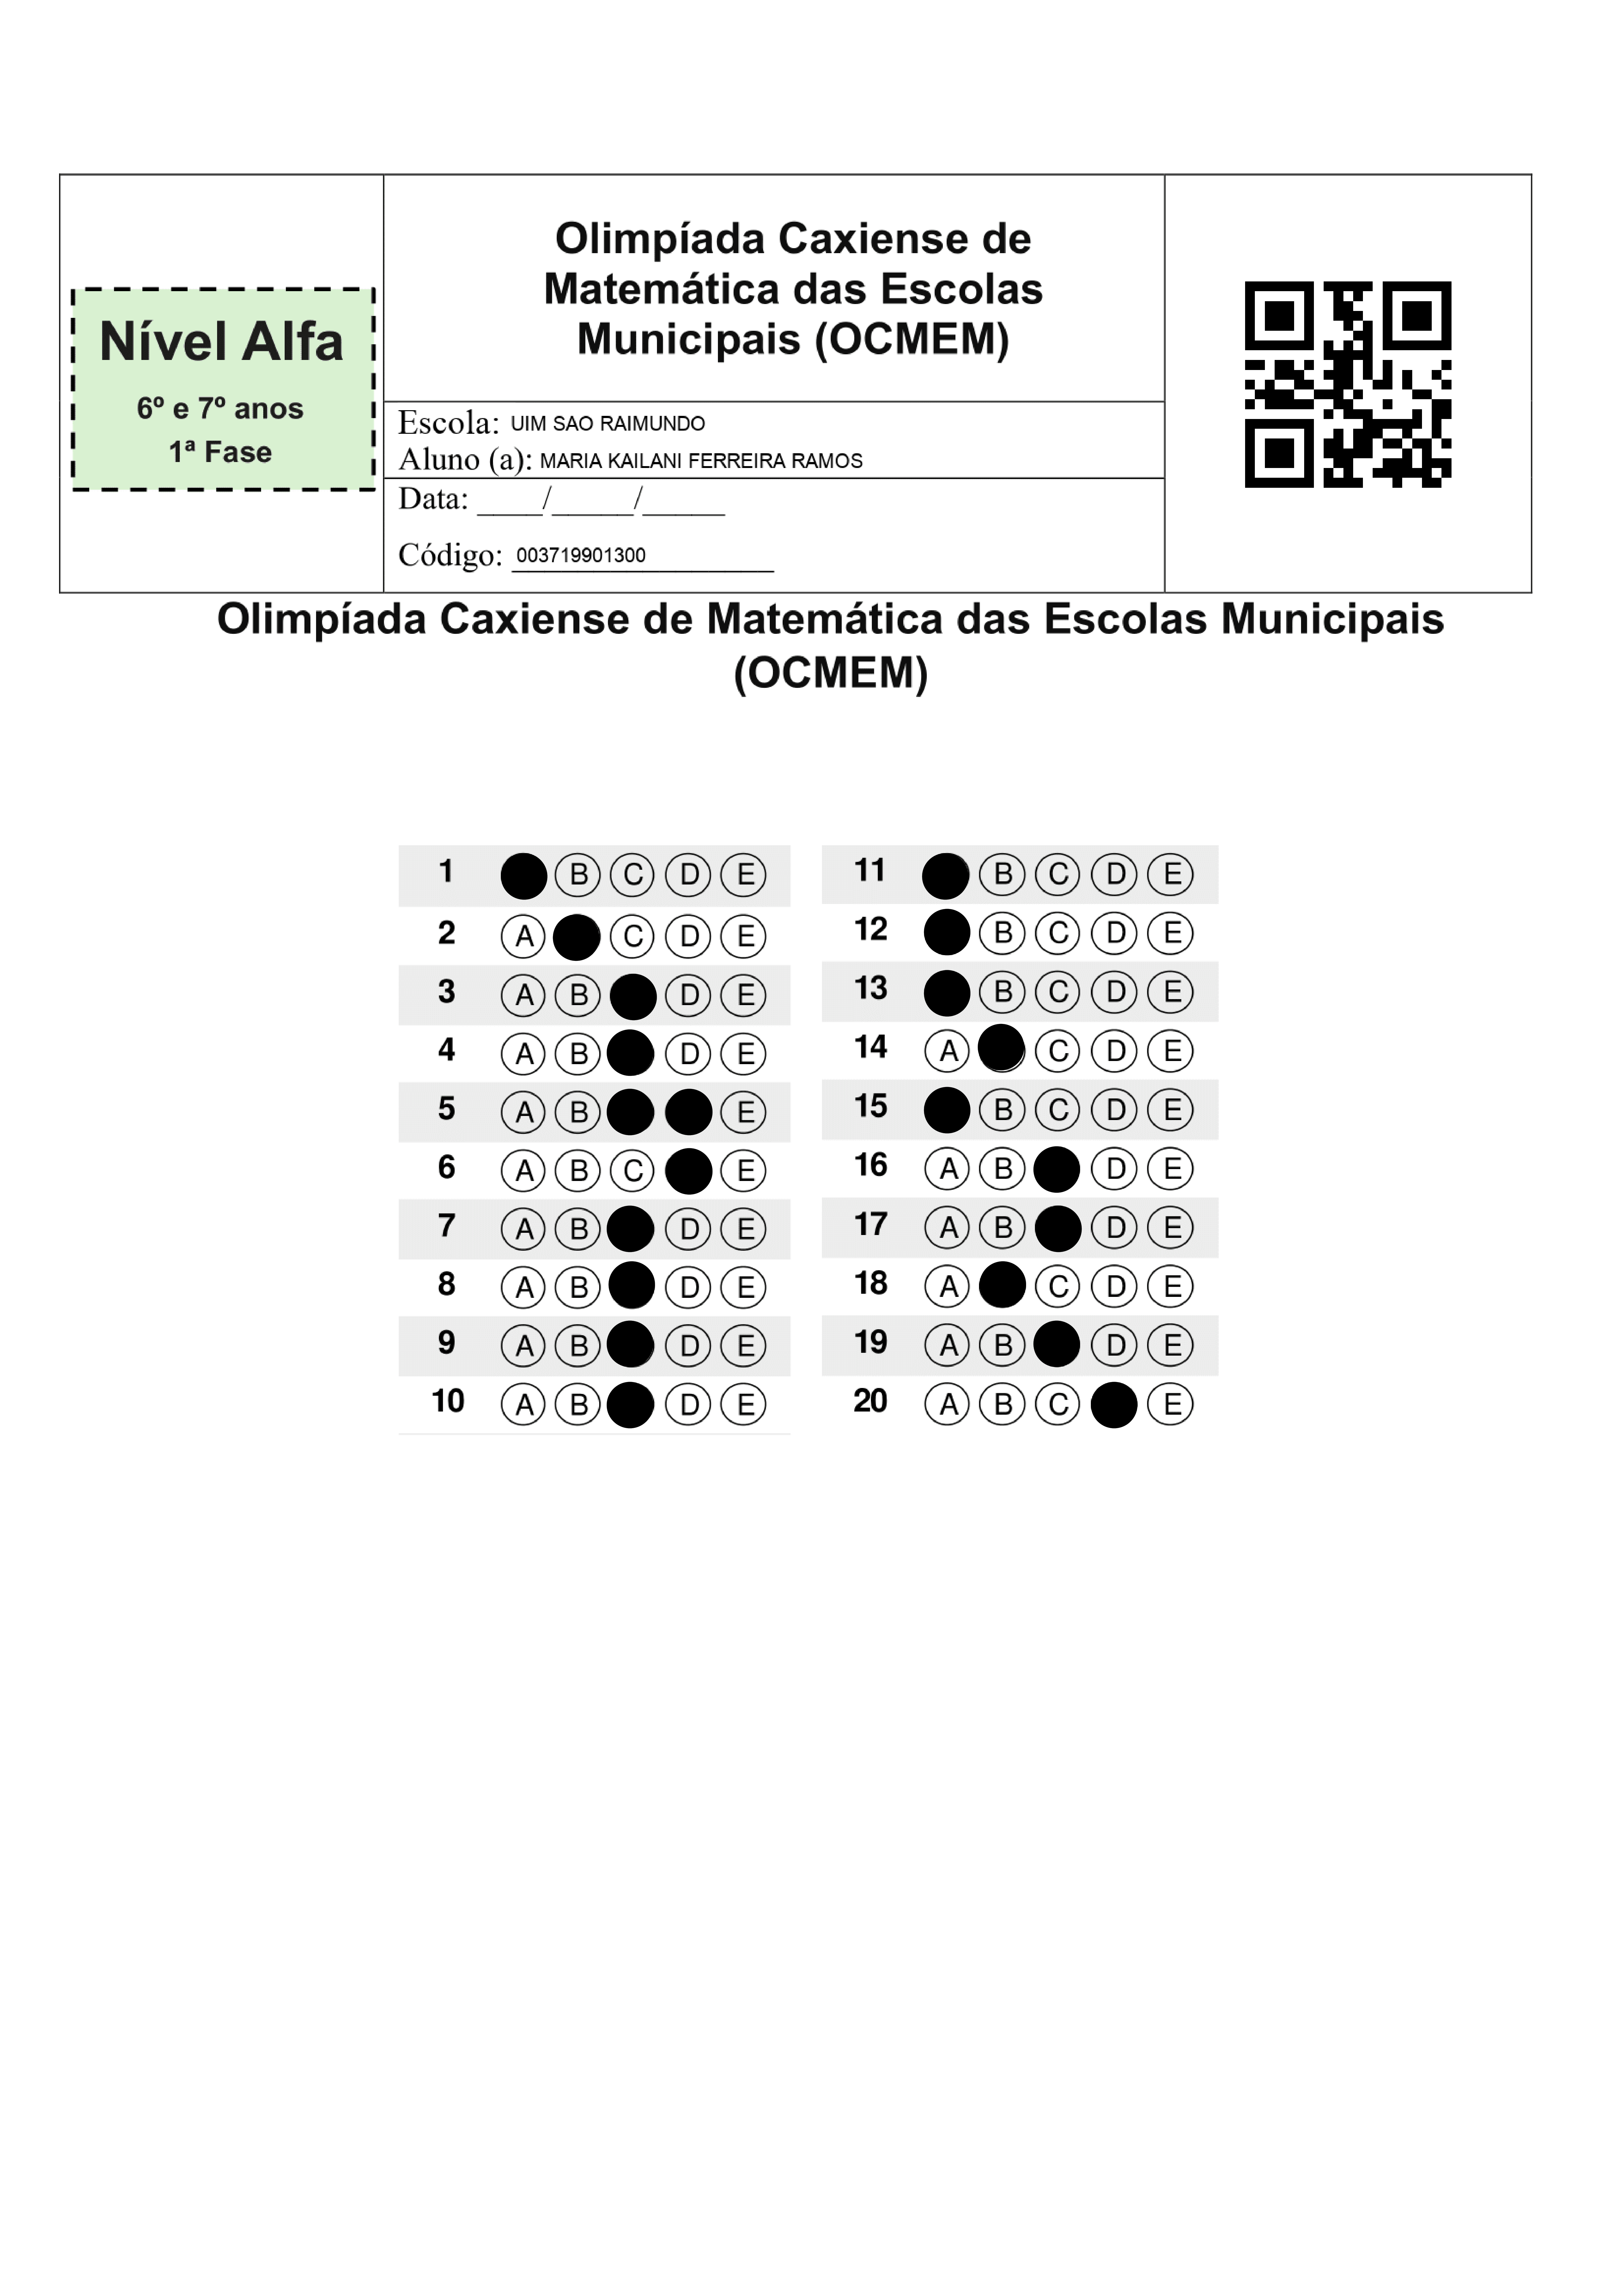 Nível Alfa
6º e 7º anos
1ª Fase
Olimpíada Caxiense de
Matemática das Escolas
Municipais (OCMEM)
Escola: UIM SAO RAIMUNDO
Aluno (a): MARIA KAILANI FERREIRA RAMOS
Data: ____/_____/_____
Código: 003719901300
Olimpíada Caxiense de Matemática das Escolas Municipais
(OCMEM)
1 B C D E
2 A C D E
3 A B D E
4 A B D E
5 A B E
6 A B C E
7 A B D E
8 A B D E
9 A B D E
10 A B D E
11 B C D E
12 B C D E
13 B C D E
14 A C D E
15 B C D E
16 A B D E
17 A B D E
18 A C D E
19 A B D E
20 A B C E